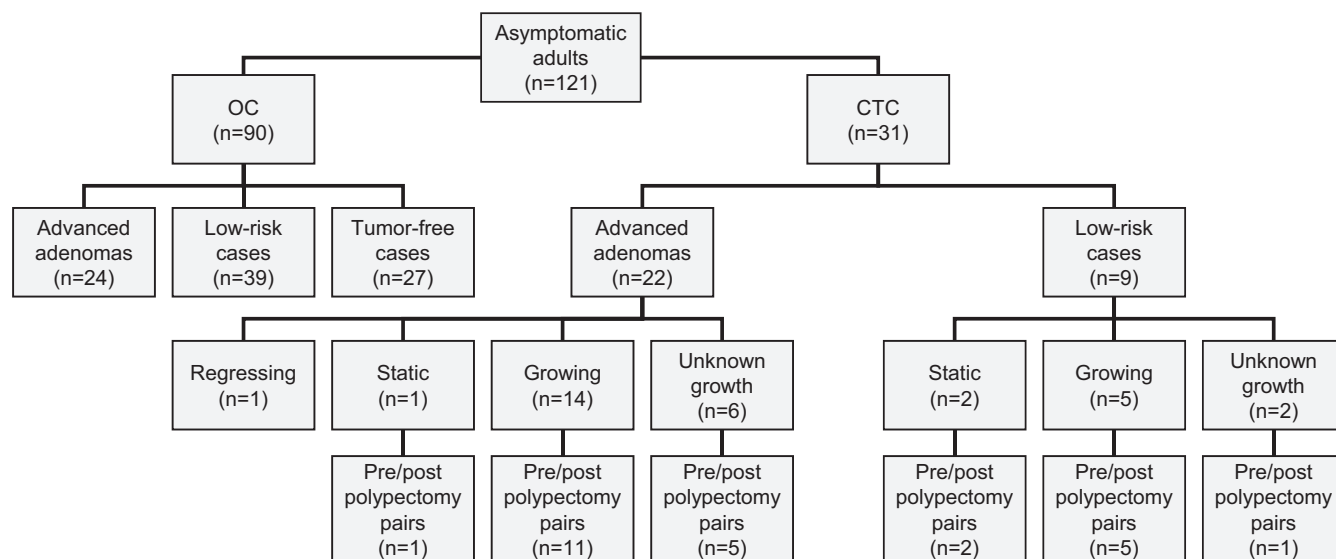 Asymptomatic
adults
(n=121)
OC
(n=90)
CTC
(n=31)
Advanced
adenomas
(n=24)
Low-risk
cases
(n=39)
Tumor-free
cases
(n=27)
Advanced
adenomas
(n=22)
Low-risk
cases
(n=9)
Regressing
(n=1)
Static
(n=1)
Growing
(n=14)
Unknown
growth
(n=6)
Static
(n=2)
Growing
(n=5)
Unknown
growth
(n=2)
Pre/post
polypectomy
pairs
(n=1)
Pre/post
polypectomy
pairs
(n=11)
Pre/post
polypectomy
pairs
(n=5)
Pre/post
polypectomy
pairs
(n=2)
Pre/post
polypectomy
pairs
(n=5)
Pre/post
polypectomy
pairs
(n=1)